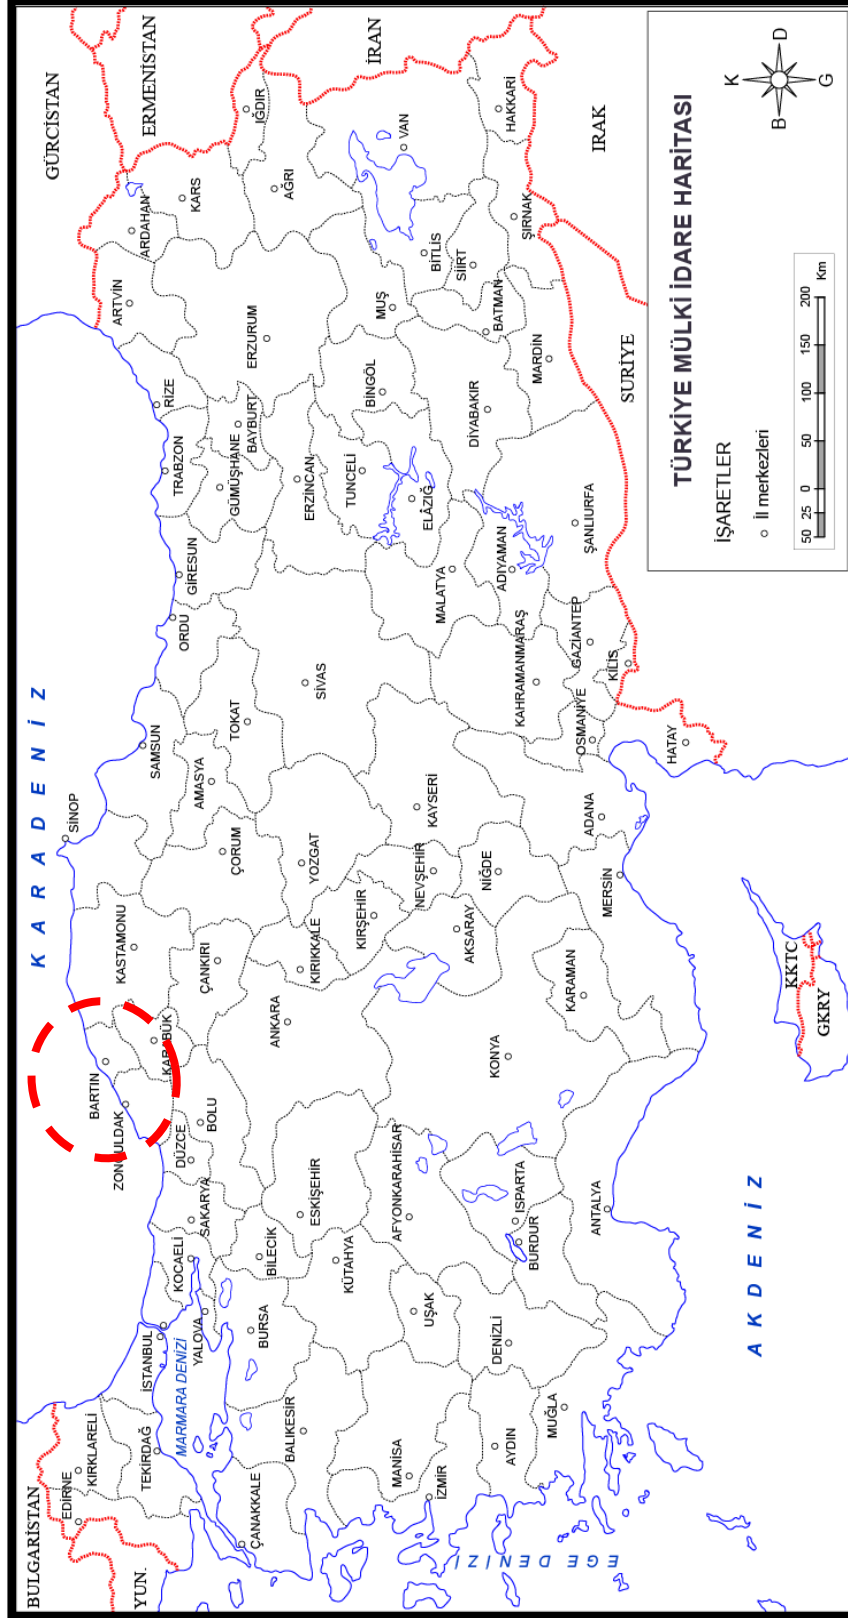 BULGARİSTAN
YUN.
GÜRCİSTAN
ERMENİSTAN
İRAN
IRAK
SURİYE
KKTC
GKRY
K A R A D E N İ Z
MARMARA DENİZİ
E G E D E N İ Z İ
A K D E N İ Z
EDİRNE
KIRKLARELİ
TEKİRDAĞ
İSTANBUL
ÇANAKKALE
BALIKESİR
BURSA
YALOVA
KOCAELİ
SAKARYA
BİLECİK
DÜZCE
BOLU
ZONGULDAK
BARTIN
KARABÜK
KASTAMONU
SİNOP
ÇANKIRI
ÇORUM
SAMSUN
AMASYA
TOKAT
ORDU
GİRESUN
TRABZON
GÜMÜŞHANE
BAYBURT
RİZE
ARTVİN
ARDAHAN
KARS
IĞDIR
AĞRI
ERZURUM
ERZİNCAN
TUNCELİ
BİNGÖL
ELÂZIĞ
MUŞ
BİTLİS
VAN
HAKKARİ
ŞIRNAK
SİİRT
BATMAN
MARDİN
DİYABAKIR
ŞANLIURFA
ADIYAMAN
MALATYA
SİVAS
KAHRAMANMARAŞ
GAZİANTEP
KİLİS
OSMANİYE
HATAY
ADANA
MERSİN
KAYSERİ
YOZGAT
NEVŞEHİR
NİĞDE
KIRŞEHİR
KIRIKKALE
AKSARAY
ANKARA
KONYA
KARAMAN
ESKİŞEHİR
KÜTAHYA
AFYONKARAHİSAR
UŞAK
ISPARTA
BURDUR
ANTALYA
DENİZLİ
MANİSA
İZMİR
AYDIN
MUĞLA
TÜRKİYE MÜLKİ İDARE HARİTASI
İŞARETLER
İl merkezleri
50 25 0 50 100 150 200 Km
K
D
B
G